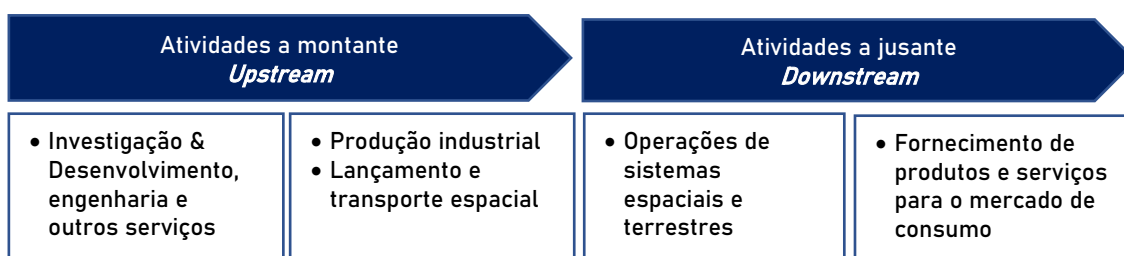 Atividades a montante
Upstream
Atividades a jusante
Downstream
• Investigação &
Desenvolvimento,
engenharia e
outros serviços
• Produção industrial
• Lançamento e
transporte espacial
• Operações de
sistemas
espaciais e
terrestres
• Fornecimento de
produtos e serviços
para o mercado de
consumo